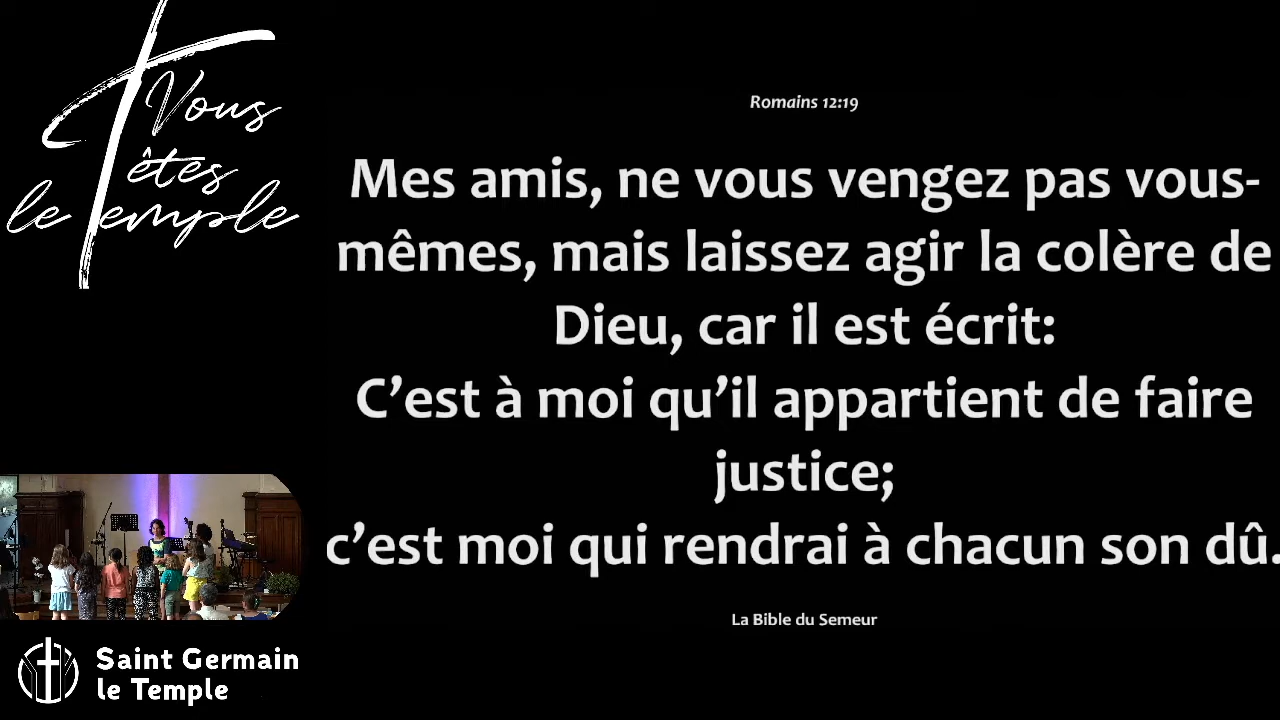 Vous
êtes
le Temple
Romains 12:19
Mes amis, ne vous vengez pas vous-
mêmes, mais laissez agir la colère de
Dieu, car il est écrit:
C’est à moi qu’il appartient de faire
justice;
c’est moi qui rendrai à chacun son dû.
La Bible du Semeur
Saint Germain
le Temple